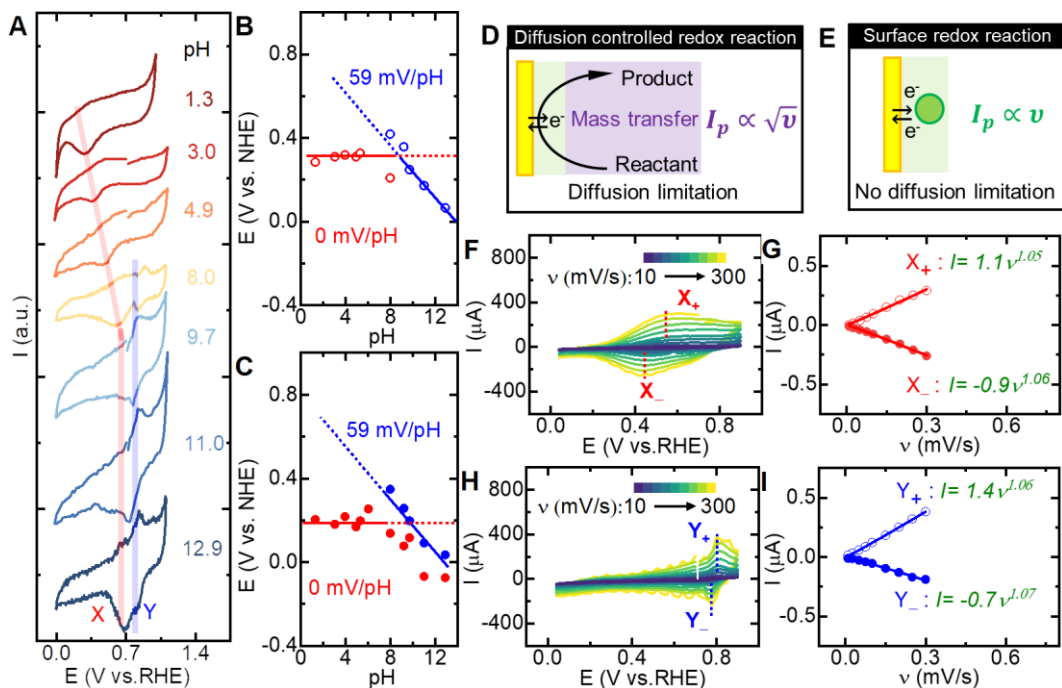 A
pH
1.3
3.0
4.9
8.0
9.7
11.0
12.9
X
Y
I (a.u.)
0.0 0.7 1.4
E (V vs.RHE)
B
59 mV/pH
0 mV/pH
E (V vs. NHE)
0.8
0.4
0.0
-0.4
0 4 8 12
pH
C
59 mV/pH
0 mV/pH
E (V vs. NHE)
0.8
0.4
0.0
-0.4
0 4 8 12
pH
D
Diffusion controlled redox reaction
Product
e-
Mass transfer
Ip ∝ √υ
Reactant
Diffusion limitation
E
Surface redox reaction
e-
e-
Ip ∝ υ
No diffusion limitation
F
ν (mV/s):10 → 300
X+
X_
I (µA)
800
400
0
-400
0.0 0.4 0.8
E (V vs.RHE)
G
X+ : I= 1.1ν^1.05
X_ : I= -0.9ν^1.06
I (µA)
0.5
0.0
-0.5
0.0 0.3 0.6
ν (mV/s)
H
ν (mV/s):10 → 300
Y+
Y_
I (µA)
800
400
0
-400
0.0 0.4 0.8
E (V vs.RHE)
I
Y+ : I= 1.4ν^1.06
Y_ : I= -0.7ν^1.07
I (µA)
0.5
0.0
-0.5
0.0 0.3 0.6
ν (mV/s)